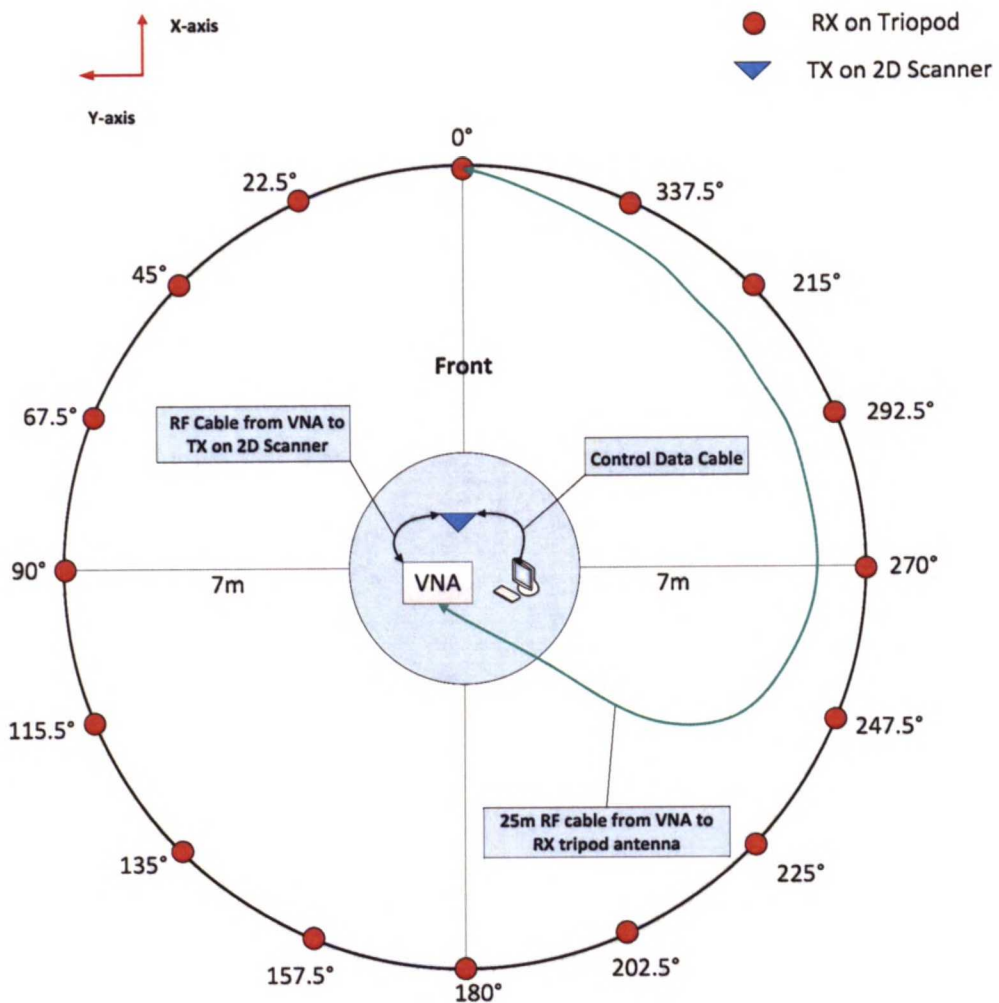 X-axis
Y-axis
RX on Triopod
TX on 2D Scanner
0°
22.5°
337.5°
45°
215°
Front
67.5°
292.5°
RF Cable from VNA to
TX on 2D Scanner
Control Data Cable
90°
7m
VNA
7m
270°
115.5°
247.5°
25m RF cable from VNA to
RX tripod antenna
135°
225°
157.5°
202.5°
180°